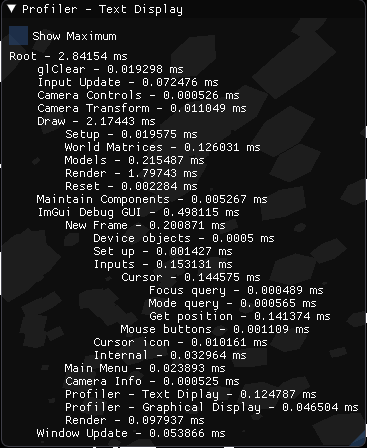 Profiler - Text Display
Show Maximum
Root - 2.84154 ms
glClear - 0.019298 ms
Input Update - 0.072476 ms
Camera Controls - 0.000526 ms
Camera Transform - 0.011049 ms
Draw - 2.17443 ms
Setup - 0.019575 ms
World Matrices - 0.126031 ms
Models - 0.215487 ms
Render - 1.79743 ms
Reset - 0.002284 ms
Maintain Components - 0.005267 ms
ImGui Debug GUI - 0.498115 ms
New Frame - 0.200871 ms
Device objects - 0.0005 ms
Set up - 0.001427 ms
Inputs - 0.153131 ms
Cursor - 0.144575 ms
Focus query - 0.000489 ms
Mode query - 0.000565 ms
Get position - 0.141374 ms
Mouse buttons - 0.001109 ms
Cursor icon - 0.010161 ms
Internal - 0.032964 ms
Main Menu - 0.023893 ms
Camera Info - 0.000525 ms
Profiler - Text Diplay - 0.124787 ms
Profiler - Graphical Display - 0.046504 ms
Render - 0.097937 ms
Window Update - 0.053866 ms